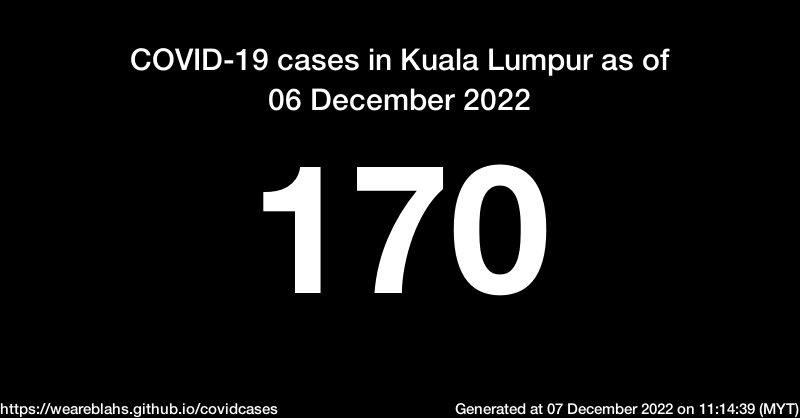 COVID-19 cases in Kuala Lumpur as of
06 December 2022
170
https://weareblahs.github.io/covidcases
Generated at 07 December 2022 on 11:14:39 (MYT)